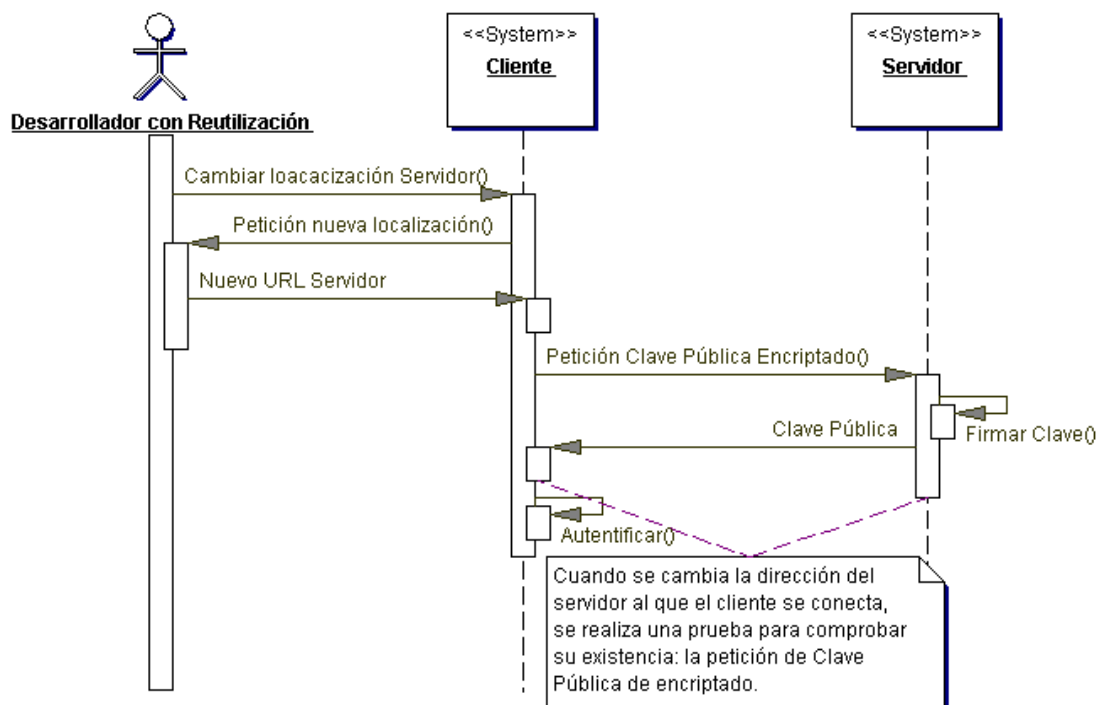 <<System>>
Cliente
<<System>>
Servidor
Desarrollador con Reutilización
Cambiar loacacización Servidor()
Petición nueva localización()
Nuevo URL Servidor
Petición Clave Pública Encriptado()
Firmar Clave()
Clave Pública
Autentificar()
Cuando se cambia la dirección del
servidor al que el cliente se conecta,
se realiza una prueba para comprobar
su existencia: la petición de Clave
Pública de encriptado.